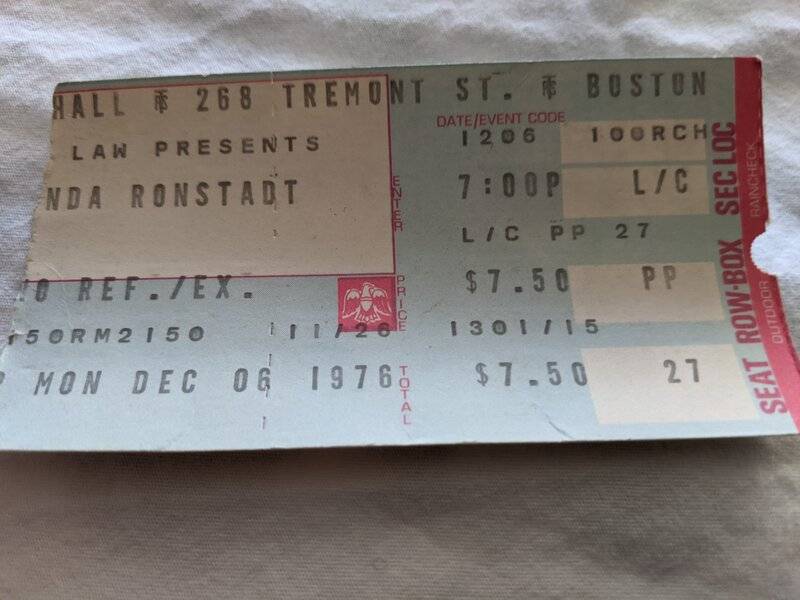 HALL 268 TREMONT ST. BOSTON
DATE/EVENT CODE
LAW PRESENTS 1206 100RCH
NDA RONSTADT 7:00P L/C
ENTER
L/C PP 27
O REF./EX. PRICE $7.50 PP
50RM2150 11/26 1301/15
MON DEC 06 1976 TOTAL $7.50 27
SEAT ROW-BOX SEC LOC
OUTDOOR RAINCHECK